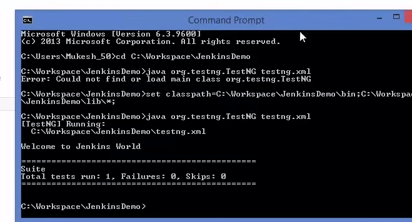 Command Prompt
Microsoft Windows [Version 6.3.9600]
(c) 2013 Microsoft Corporation. All rights reserved.
C:\Users\Mukesh_50>cd C:\Workspace\JenkinsDemo
C:\Workspace\JenkinsDemo>java org.testng.TestNG testng.xml
Error: Could not find or load main class org.testng.TestNG
C:\Workspace\JenkinsDemo>set classpath=C:\Workspace\JenkinsDemo\bin;C:\Workspace
\JenkinsDemo\lib\*;
C:\Workspace\JenkinsDemo>java org.testng.TestNG testng.xml
[TestNG] Running:
C:\Workspace\JenkinsDemo\testng.xml
Welcome to Jenkins World
===============================================
Suite
Total tests run: 1, Failures: 0, Skips: 0
===============================================
C:\Workspace\JenkinsDemo>